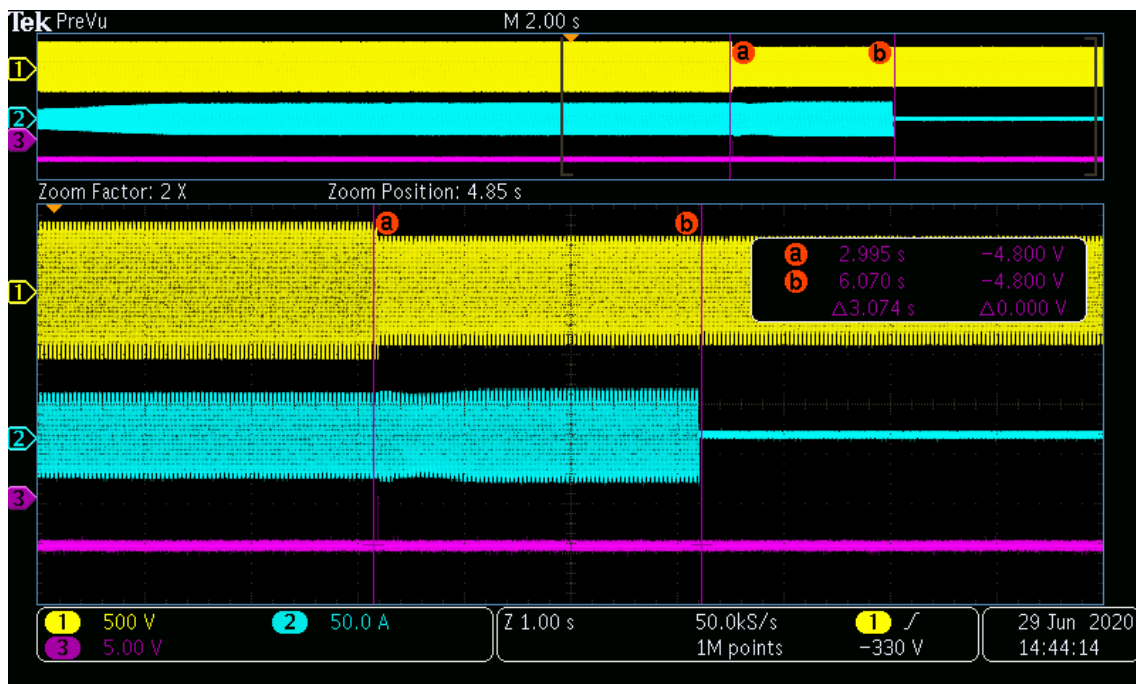 Tek PreVu M 2.00 s
a b
1
2
3
Zoom Factor: 2 X Zoom Position: 4.85 s
a b
a 2.995 s −4.800 V
b 6.070 s −4.800 V
△3.074 s △0.000 V
1
2
3
1 500 V 2 50.0 A
3 5.00 V
Z 1.00 s 50.0kS/s 1 /
1M points −330 V
29 Jun 2020
14:44:14